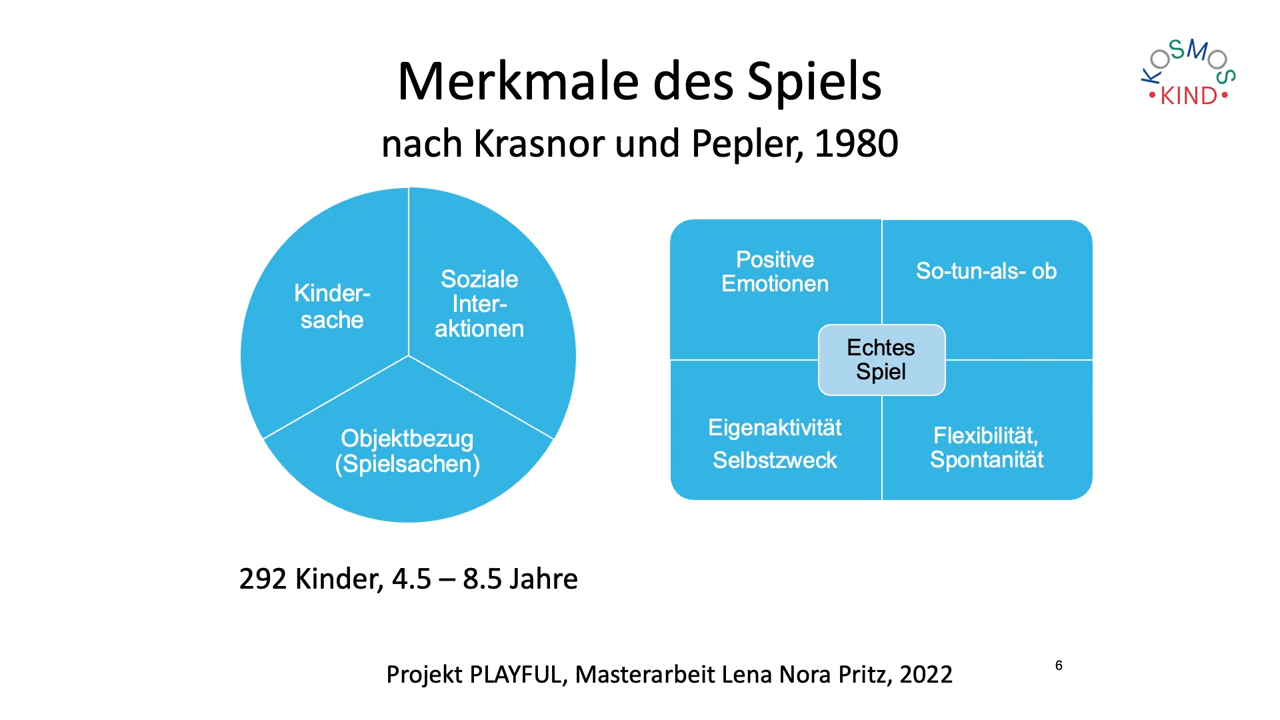 KOSMOS
• KIND •
Merkmale des Spiels
nach Krasnor und Pepler, 1980
Kinder-
sache
Soziale
Inter-
aktionen
Objektbezug
(Spielsachen)
Positive
Emotionen
So-tun-als- ob
Echtes
Spiel
Eigenaktivität
Selbstzweck
Flexibilität,
Spontanität
292 Kinder, 4.5 – 8.5 Jahre
Projekt PLAYFUL, Masterarbeit Lena Nora Pritz, 2022
6